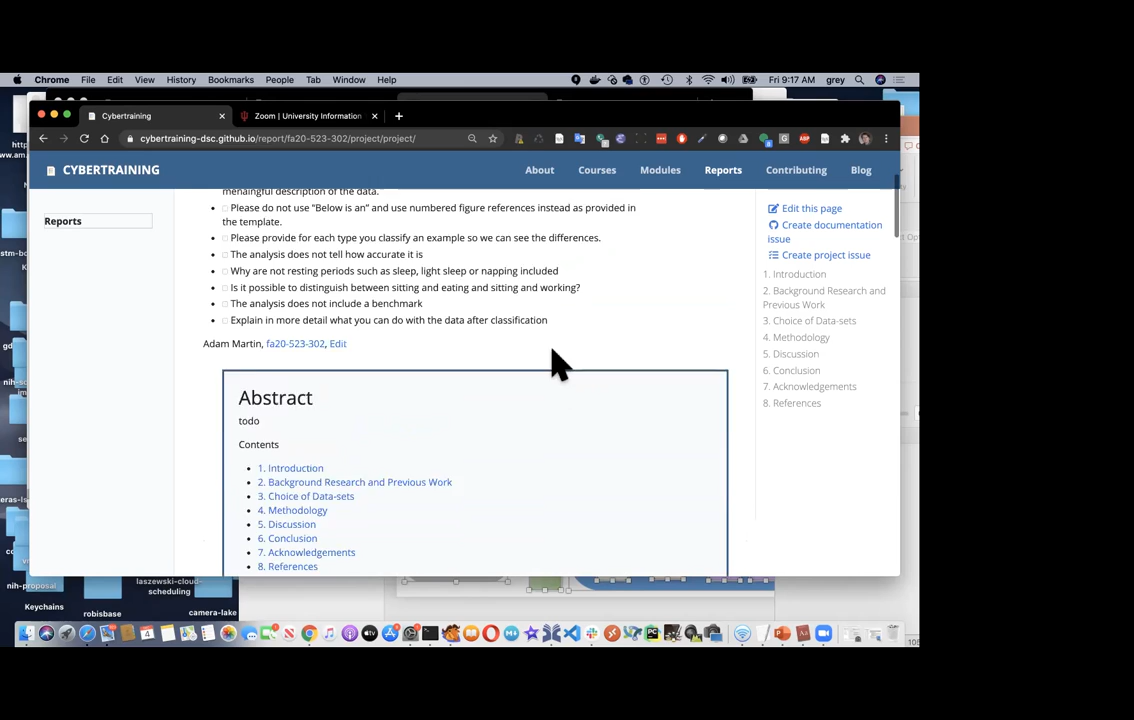 Chrome File Edit View History Bookmarks People Tab Window Help
Fri 9:17 AM grey
Cybertraining
Zoom | University Information
cybertraining-dsc.github.io/report/fa20-523-302/project/project/
CYBERTRAINING
About Courses Modules Reports Contributing Blog
Reports
menaingful description of the data.
Please do not use "Below is an" and use numbered figure references instead as provided in
the template.
Please provide for each type you classify an example so we can see the differences.
The analysis does not tell how accurate it is
Why are not resting periods such as sleep, light sleep or napping included
Is it possible to distinguish between sitting and eating and sitting and working?
The analysis does not include a benchmark
Explain in more detail what you can do with the data after classification
Adam Martin, fa20-523-302, Edit
Abstract
todo
Contents
1. Introduction
2. Background Research and Previous Work
3. Choice of Data-sets
4. Methodology
5. Discussion
6. Conclusion
7. Acknowledgements
8. References
Edit this page
Create documentation
issue
Create project issue
1. Introduction
2. Background Research and
Previous Work
3. Choice of Data-sets
4. Methodology
5. Discussion
6. Conclusion
7. Acknowledgements
8. References
nih-proposal
Keychains
robisbase
laszewski-cloud-
scheduling
camera-lake